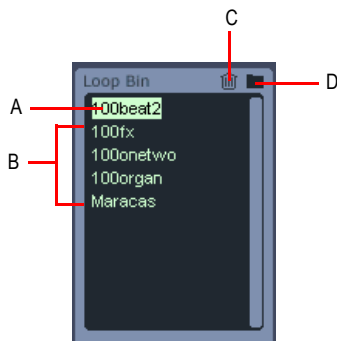 C
Loop Bin
D
A
100beat2
B
100fx
100onetwo
100organ
Maracas